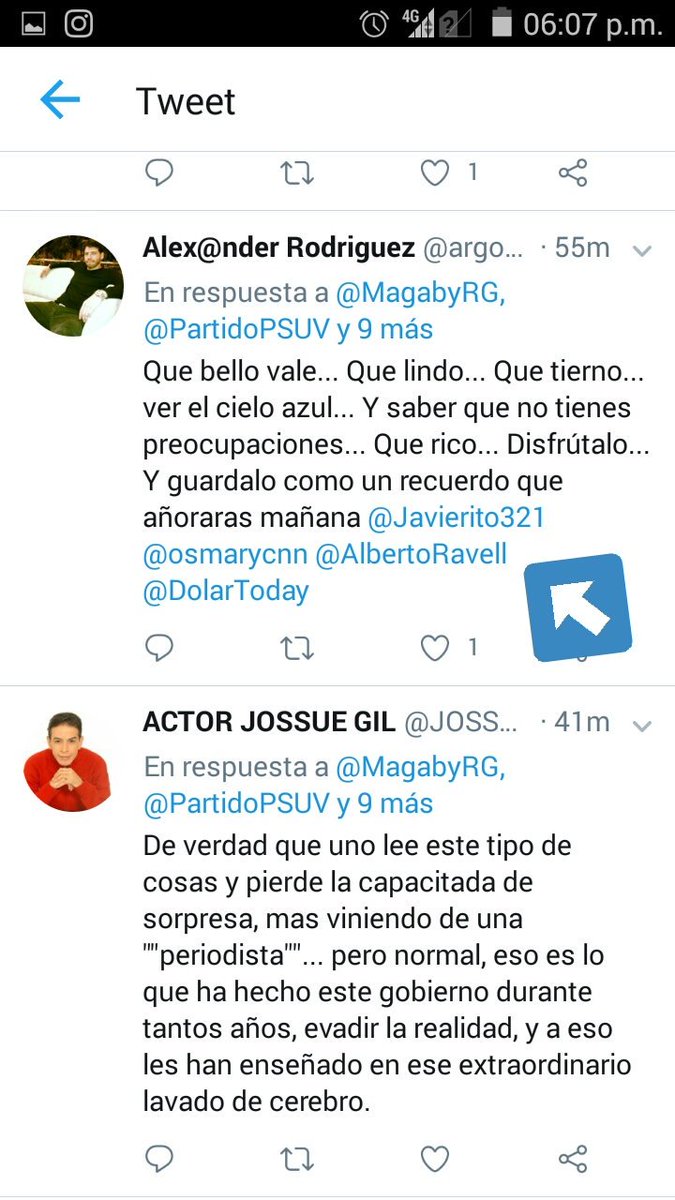 4G 06:07 p.m.
Tweet
1
Alex@nder Rodriguez @argo... · 55m
En respuesta a @MagabyRG,
@PartidoPSUV y 9 más
Que bello vale... Que lindo... Que tierno...
ver el cielo azul... Y saber que no tienes
preocupaciones... Que rico... Disfrútalo...
Y guardalo como un recuerdo que
añoraras mañana @Javierito321
@osmarycnn @AlbertoRavell
@DolarToday
1
ACTOR JOSSUE GIL @JOSS... · 41m
En respuesta a @MagabyRG,
@PartidoPSUV y 9 más
De verdad que uno lee este tipo de
cosas y pierde la capacitada de
sorpresa, mas viniendo de una
""periodista""... pero normal, eso es lo
que ha hecho este gobierno durante
tantos años, evadir la realidad, y a eso
les han enseñado en ese extraordinario
lavado de cerebro.